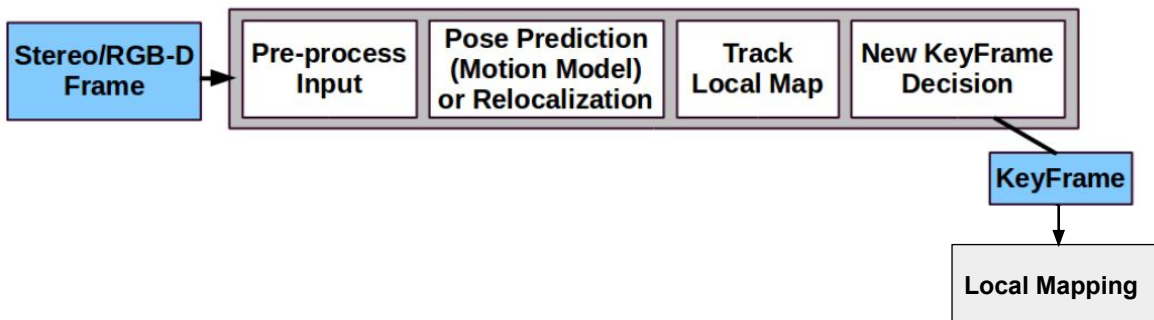 Stereo/RGB-D
Frame
Pre-process
Input
Pose Prediction
(Motion Model)
or Relocalization
Track
Local Map
New KeyFrame
Decision
KeyFrame
Local Mapping